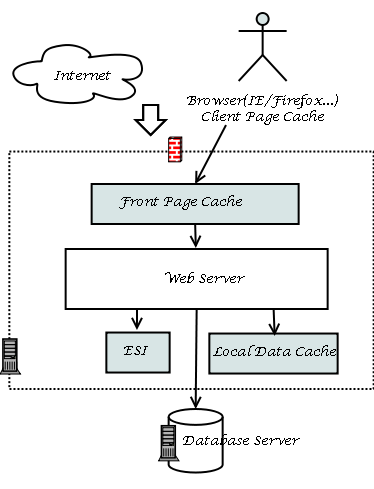 Internet
Browser(IE/Firefox...)
Client Page Cache
Front Page Cache
Web Server
ESI
Local Data Cache
Database Server